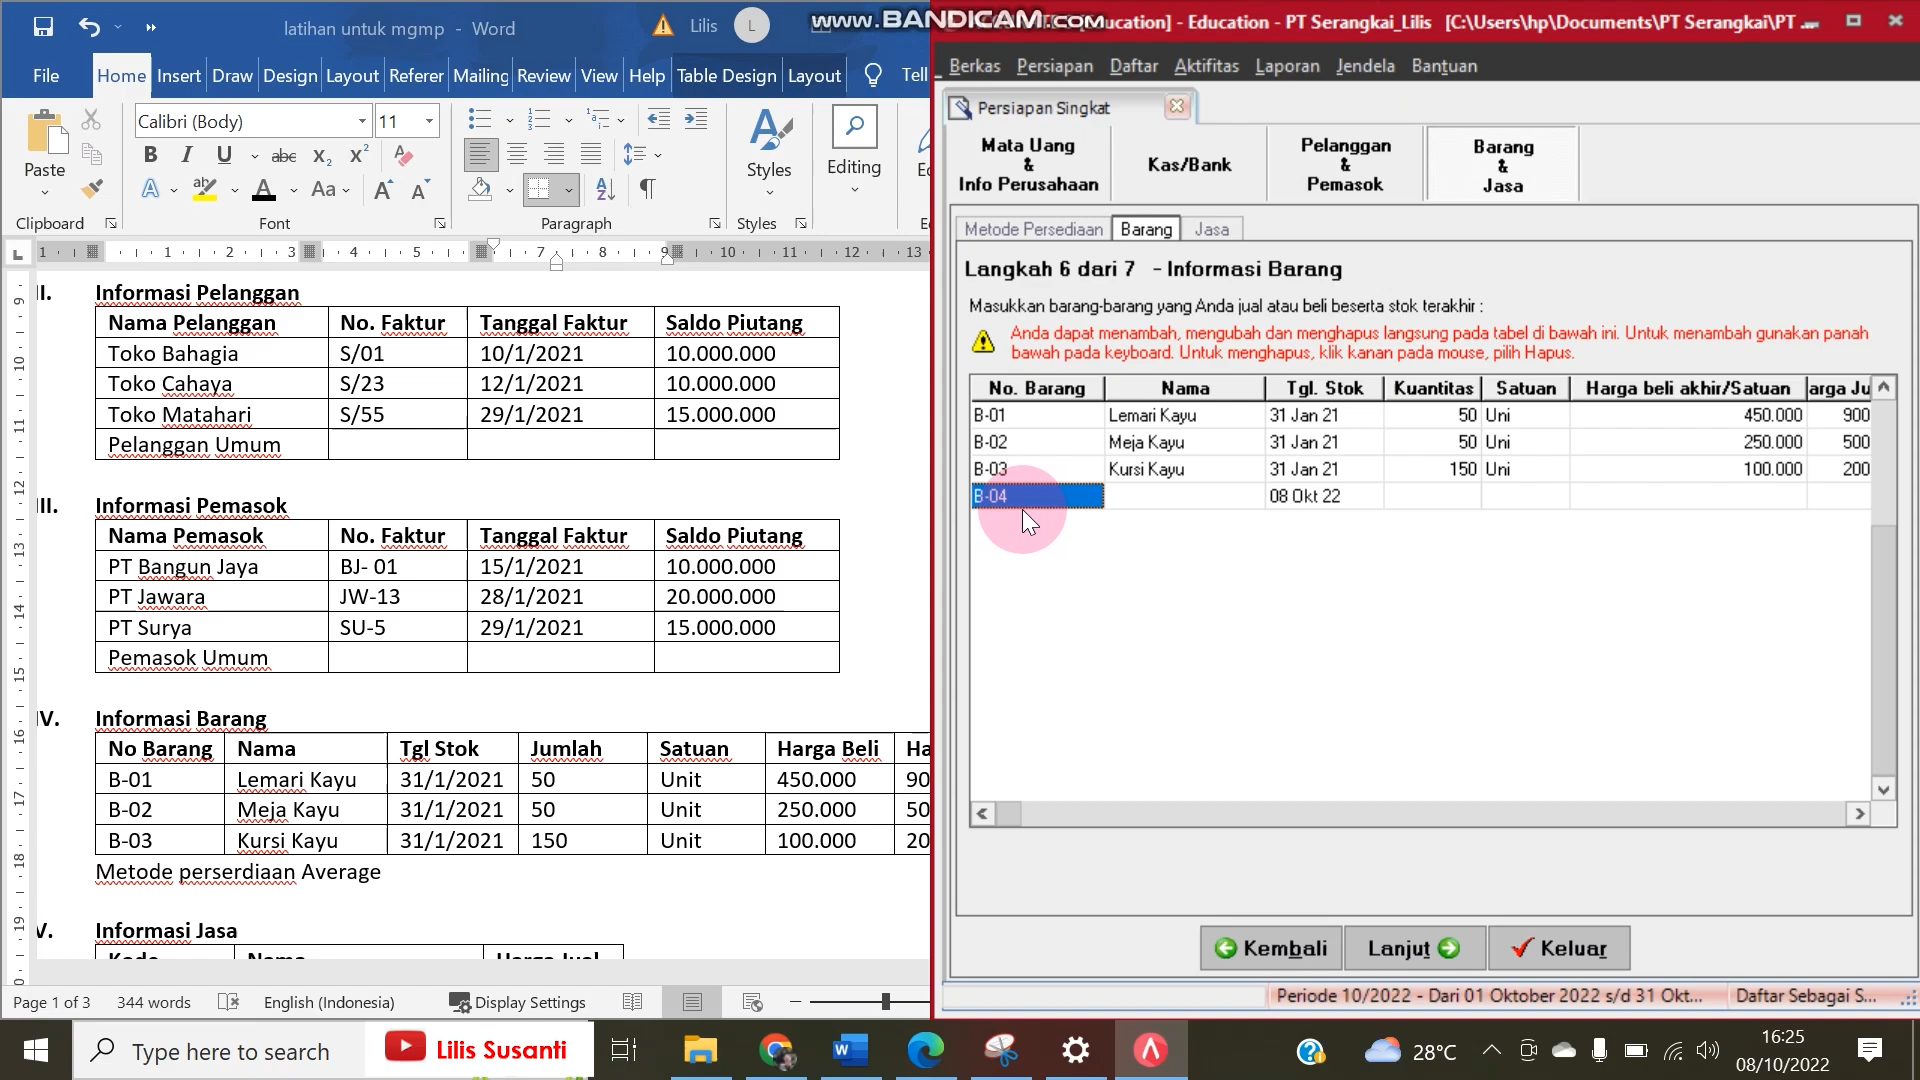 latihan untuk mgmp - Word
Lilis
L
www.BANDICAM.com
ucation] - Education - PT Serangkai_Lilis [C:\Users\hp\Documents\PT Serangkai\PT ...
File Home Insert Draw Design Layout Referer Mailing Review View Help Table Design Layout Tell
Berkas Persiapan Daftar Aktifitas Laporan Jendela Bantuan
Persiapan Singkat
Calibri (Body) 11
Paste
Styles
Editing
Clipboard Font Paragraph Styles
Mata Uang
&
Info Perusahaan
Kas/Bank
Pelanggan
&
Pemasok
Barang
&
Jasa
II. Informasi Pelanggan
Nama Pelanggan No. Faktur Tanggal Faktur Saldo Piutang
Toko Bahagia S/01 10/1/2021 10.000.000
Toko Cahaya S/23 12/1/2021 10.000.000
Toko Matahari S/55 29/1/2021 15.000.000
Pelanggan Umum
III. Informasi Pemasok
Nama Pemasok No. Faktur Tanggal Faktur Saldo Piutang
PT Bangun Jaya BJ- 01 15/1/2021 10.000.000
PT Jawara JW-13 28/1/2021 20.000.000
PT Surya SU-5 29/1/2021 15.000.000
Pemasok Umum
IV. Informasi Barang
No Barang Nama Tgl Stok Jumlah Satuan Harga Beli Ha
B-01 Lemari Kayu 31/1/2021 50 Unit 450.000 90
B-02 Meja Kayu 31/1/2021 50 Unit 250.000 50
B-03 Kursi Kayu 31/1/2021 150 Unit 100.000 20
Metode perserdiaan Average
V. Informasi Jasa
Kode Nama Harga Jual
Page 1 of 3 344 words English (Indonesia) Display Settings
Metode Persediaan Barang Jasa
Langkah 6 dari 7 - Informasi Barang
Masukkan barang-barang yang Anda jual atau beli beserta stok terakhir :
Anda dapat menambah, mengubah dan menghapus langsung pada tabel di bawah ini. Untuk menambah gunakan panah
bawah pada keyboard. Untuk menghapus, klik kanan pada mouse, pilih Hapus.
No. Barang Nama Tgl. Stok Kuantitas Satuan Harga beli akhir/Satuan arga Ju
B-01 Lemari Kayu 31 Jan 21 50 Uni 450.000 900
B-02 Meja Kayu 31 Jan 21 50 Uni 250.000 500
B-03 Kursi Kayu 31 Jan 21 150 Uni 100.000 200
B-04 08 Okt 22
Kembali Lanjut Keluar
Periode 10/2022 - Dari 01 Oktober 2022 s/d 31 Okt... Daftar Sebagai S...
Type here to search
Lilis Susanti
28°C
16:25
08/10/2022